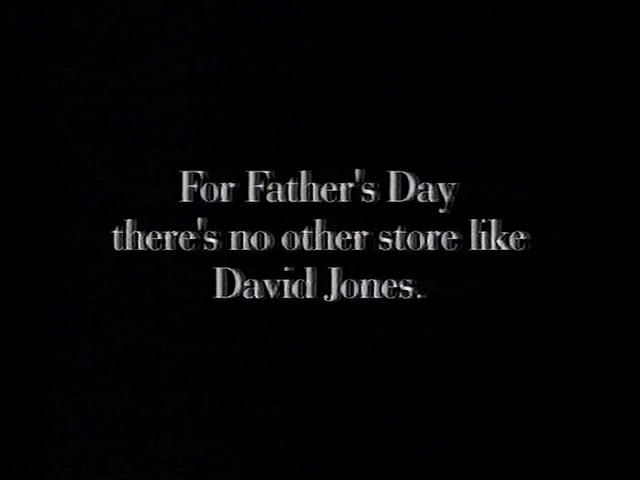 For Father's Day
there's no other store like
David Jones.